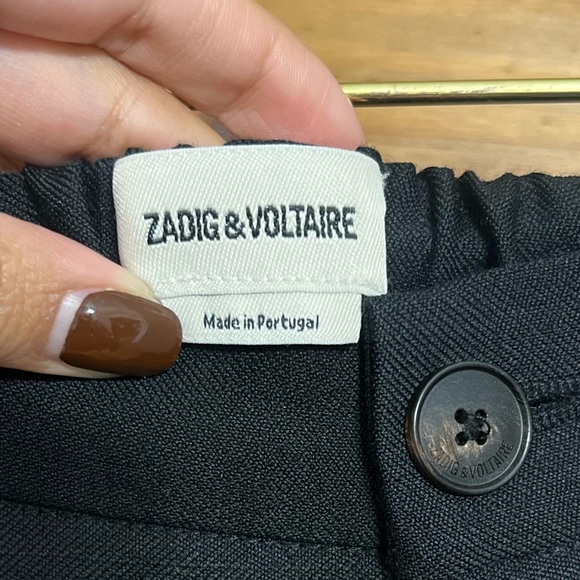 ZADIG & VOLTAIRE
Made in Portugal
ZADIG & VOLTAIRE